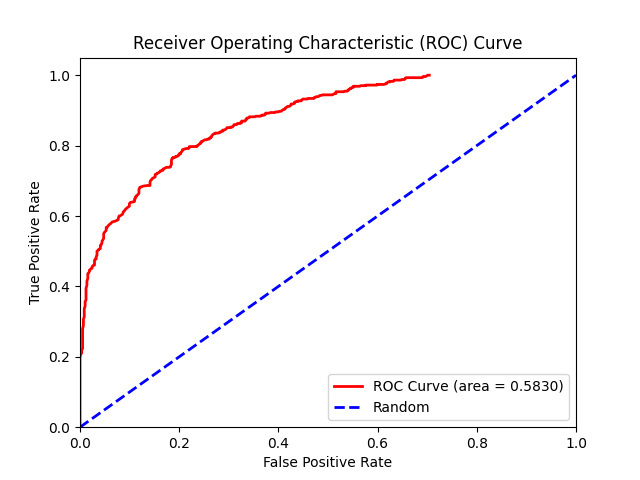 Receiver Operating Characteristic (ROC) Curve
True Positive Rate
1.0
0.8
0.6
0.4
0.2
0.0
ROC Curve (area = 0.5830)
Random
0.0 0.2 0.4 0.6 0.8 1.0
False Positive Rate